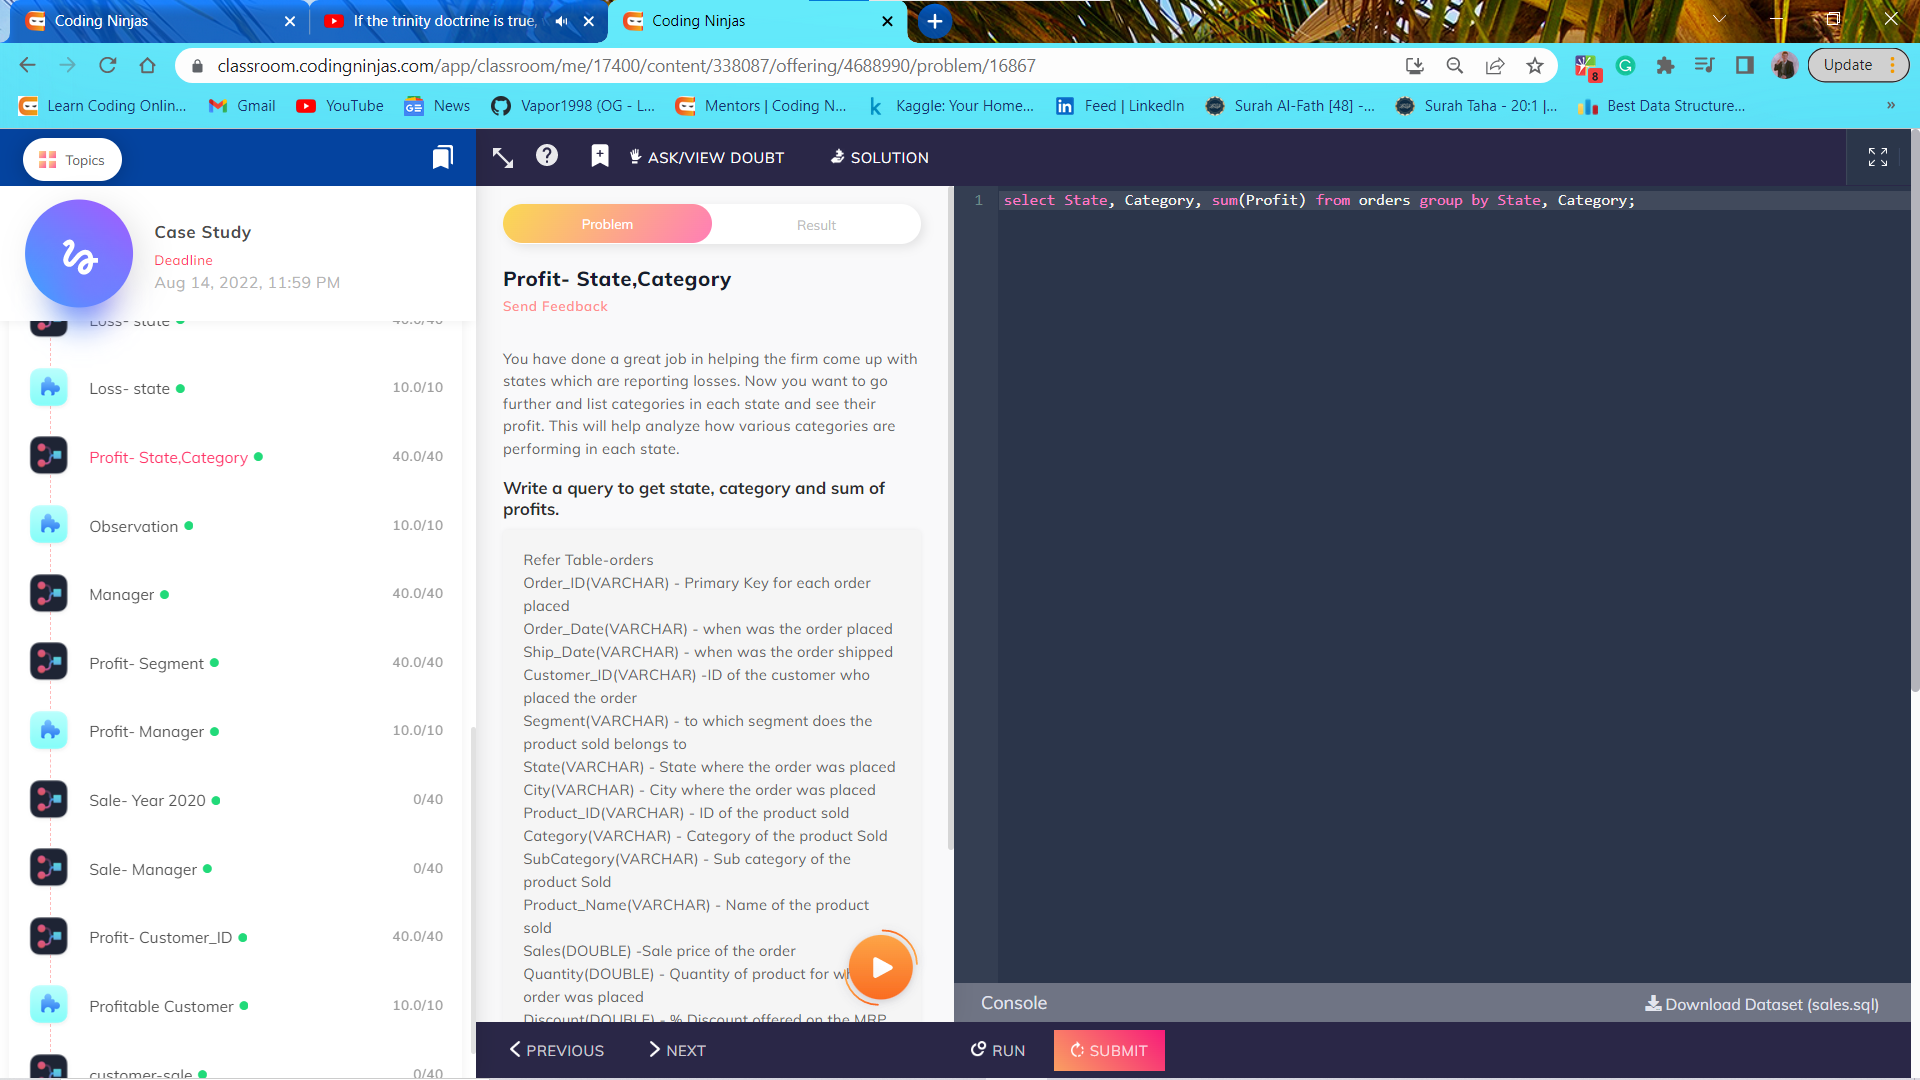 Coding Ninjas
If the trinity doctrine is true,
Coding Ninjas
classroom.codingninjas.com/app/classroom/me/17400/content/338087/offering/4688990/problem/16867
8
Update
Learn Coding Onlin...
Gmail
YouTube
News
Vapor1998 (OG - L...
Mentors | Coding N...
Kaggle: Your Home...
Feed | LinkedIn
Surah Al-Fath [48] -...
Surah Taha - 20:1 |...
Best Data Structure...
»
Topics
ASK/VIEW DOUBT
SOLUTION
Case Study
Deadline
Aug 14, 2022, 11:59 PM
Loss- state
40.0/40
Loss- state
10.0/10
Profit- State,Category
40.0/40
Observation
10.0/10
Manager
40.0/40
Profit- Segment
40.0/40
Profit- Manager
10.0/10
Sale- Year 2020
0/40
Sale- Manager
0/40
Profit- Customer_ID
40.0/40
Profitable Customer
10.0/10
customer-sale
0/40
Problem
Result
Profit- State,Category
Send Feedback
You have done a great job in helping the firm come up with
states which are reporting losses. Now you want to go
further and list categories in each state and see their
profit. This will help analyze how various categories are
performing in each state.
Write a query to get state, category and sum of
profits.
Refer Table-orders
Order_ID(VARCHAR) - Primary Key for each order
placed
Order_Date(VARCHAR) - when was the order placed
Ship_Date(VARCHAR) - when was the order shipped
Customer_ID(VARCHAR) -ID of the customer who
placed the order
Segment(VARCHAR) - to which segment does the
product sold belongs to
State(VARCHAR) - State where the order was placed
City(VARCHAR) - City where the order was placed
Product_ID(VARCHAR) - ID of the product sold
Category(VARCHAR) - Category of the product Sold
SubCategory(VARCHAR) - Sub category of the
product Sold
Product_Name(VARCHAR) - Name of the product
sold
Sales(DOUBLE) -Sale price of the order
Quantity(DOUBLE) - Quantity of product for
order was placed
Discount(DOUBLE) - % Discount offered on the MRP
1
select State, Category, sum(Profit) from orders group by State, Category;
Console
Download Dataset (sales.sql)
PREVIOUS
NEXT
RUN
SUBMIT